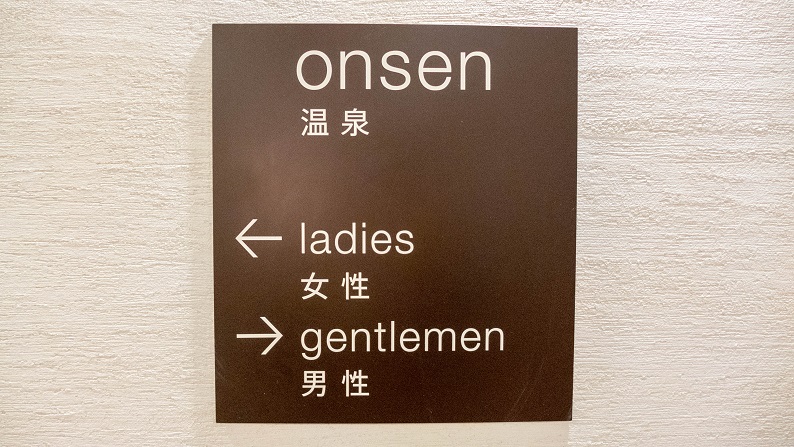 onsen
温泉
← ladies
女性
→ gentlemen
男性